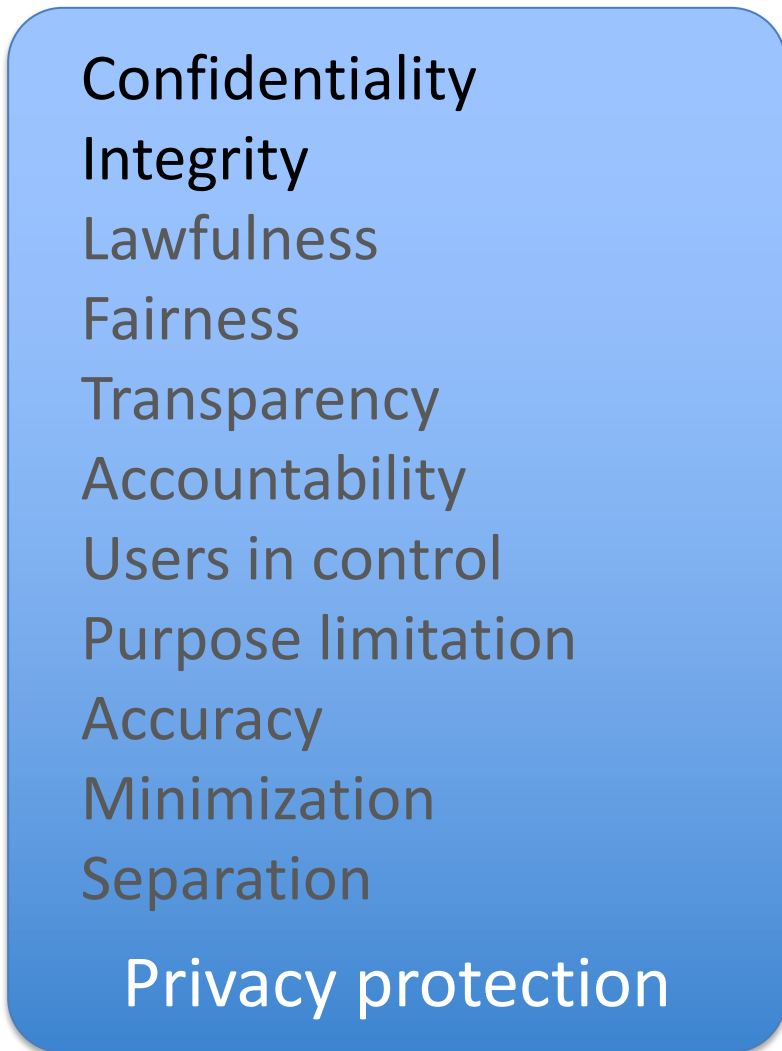 Confidentiality
Integrity
Lawfulness
Fairness
Transparency
Accountability
Users in control
Purpose limitation
Accuracy
Minimization
Separation
Privacy protection